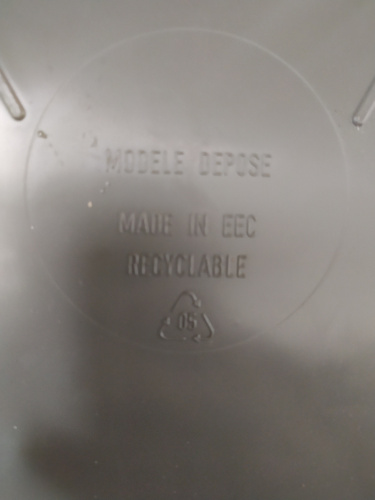 MODELE DEPOSE
MADE IN EEC
RECYCLABLE
05